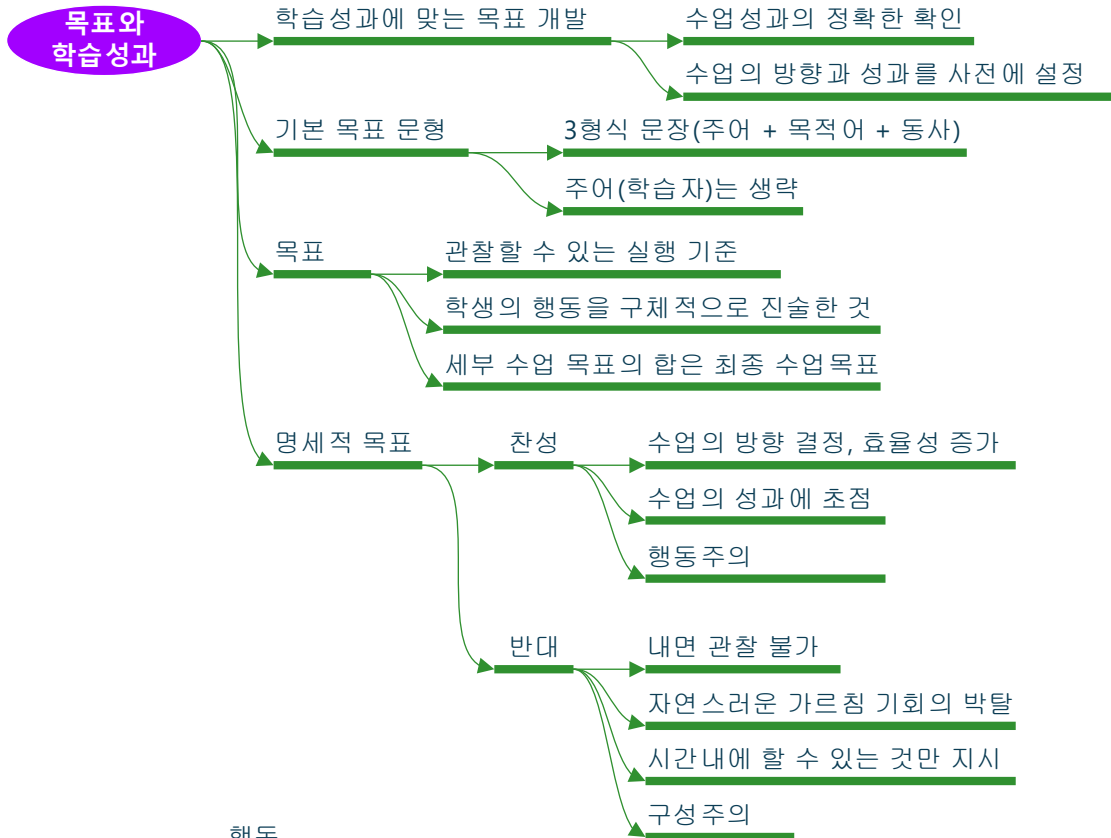 목표와
학습성과
학습성과에 맞는 목표 개발
수업성과의 정확한 확인
수업의 방향과 성과를 사전에 설정
기본 목표 문형
3형식 문장(주어 + 목적어 + 동사)
주어(학습자)는 생략
목표
관찰할 수 있는 실행 기준
학생의 행동을 구체적으로 진술한 것
세부 수업 목표의 합은 최종 수업목표
명세적 목표
찬성
수업의 방향 결정, 효율성 증가
수업의 성과에 초점
행동주의
반대
내면 관찰 불가
자연스러운 가르침 기회의 박탈
시간내에 할 수 있는 것만 지시
구성주의
행동